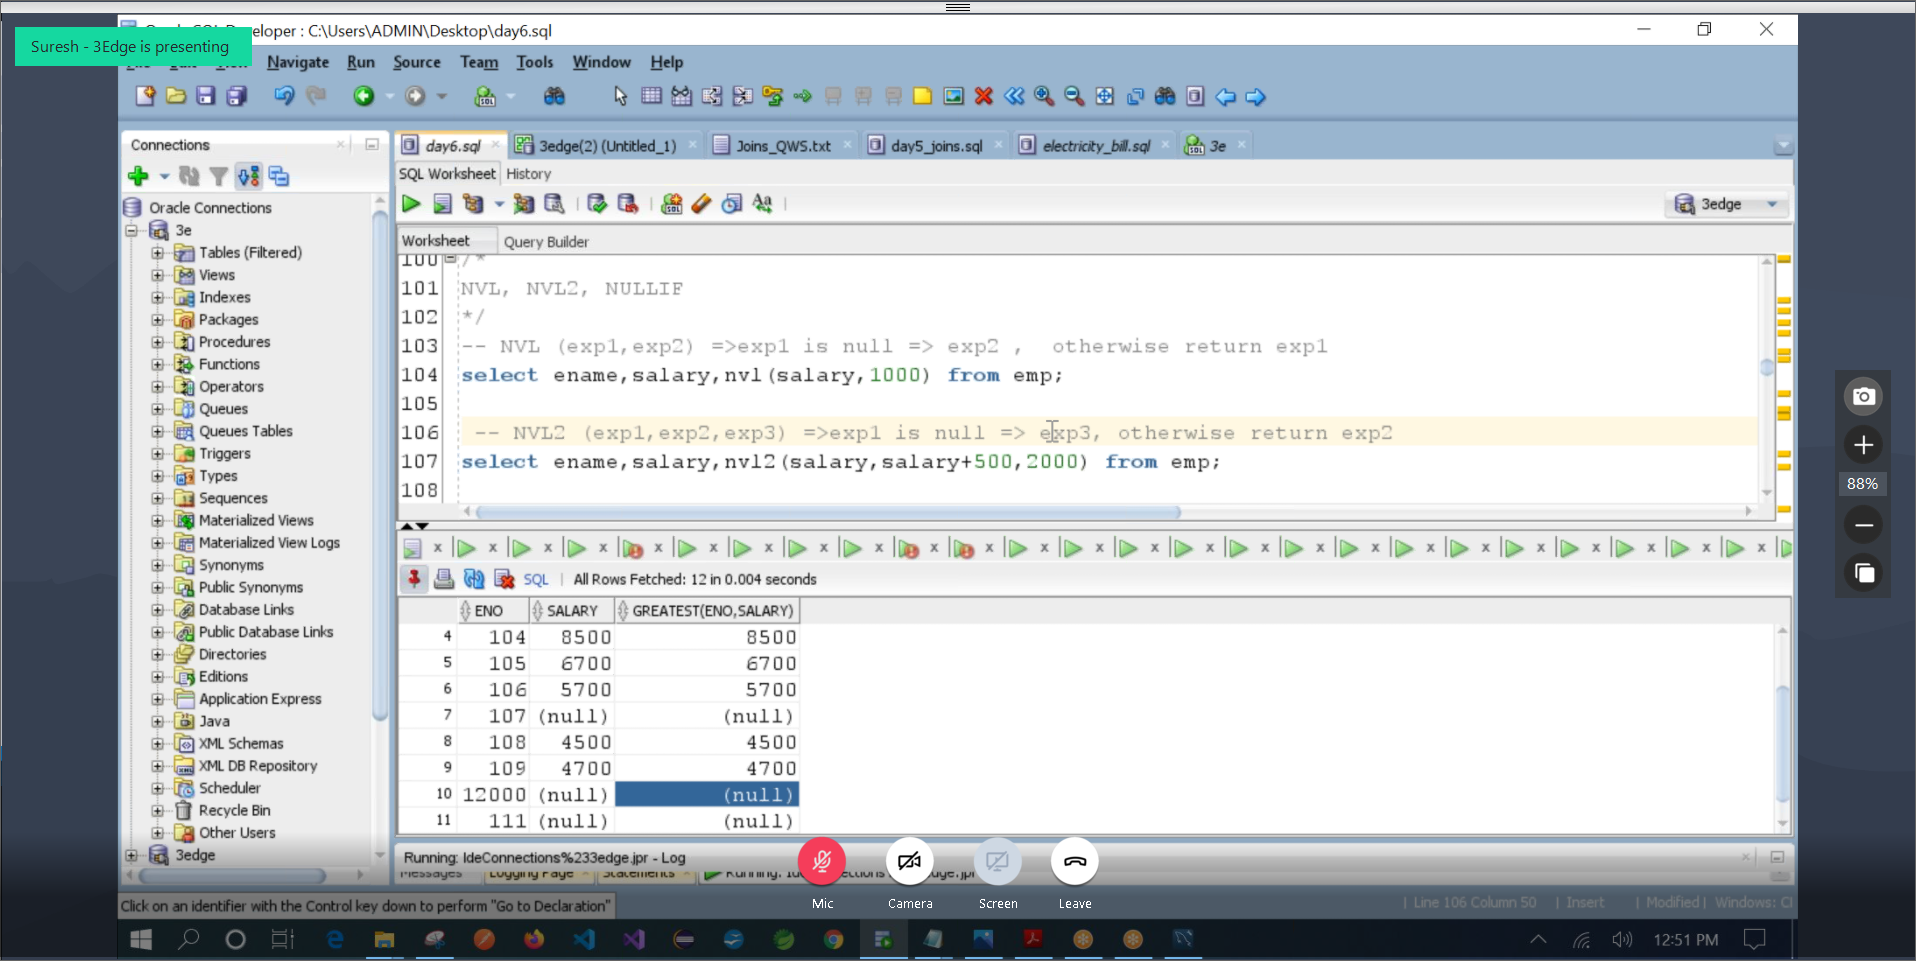 Suresh - 3Edge is presenting
eloper : C:\Users\ADMIN\Desktop\day6.sql
Navigate Run Source Team Tools Window Help
Connections
day6.sql 3edge(2) (Untitled_1) Joins_QWS.txt day5_joins.sql electricity_bill.sql 3e
SQL Worksheet History
3edge
Worksheet Query Builder
Oracle Connections
3e
Tables (Filtered)
Views
Indexes
Packages
Procedures
Functions
Operators
Queues
Queues Tables
Triggers
Types
Sequences
Materialized Views
Materialized View Logs
Synonyms
Public Synonyms
Database Links
Public Database Links
Directories
Editions
Application Express
Java
XML Schemas
XML DB Repository
Scheduler
Recycle Bin
Other Users
3edge
100 /*
101 NVL, NVL2, NULLIF
102 */
103 -- NVL (exp1,exp2) =>exp1 is null => exp2 , otherwise return exp1
104 select ename,salary,nvl(salary,1000) from emp;
105
106 -- NVL2 (exp1,exp2,exp3) =>exp1 is null => exp3, otherwise return exp2
107 select ename,salary,nvl2(salary,salary+500,2000) from emp;
108
88%
SQL | All Rows Fetched: 12 in 0.004 seconds
ENO SALARY GREATEST(ENO,SALARY)
4 104 8500 8500
5 105 6700 6700
6 106 5700 5700
7 107 (null) (null)
8 108 4500 4500
9 109 4700 4700
10 12000 (null) (null)
11 111 (null) (null)
Running: IdeConnections%233edge.jpr - Log
Messages Logging Page Statements
Mic Camera Screen Leave
Click on an identifier with the Control key down to perform "Go to Declaration"
| Line 106 Column 50 | Insert | Modified | Windows: C
12:51 PM